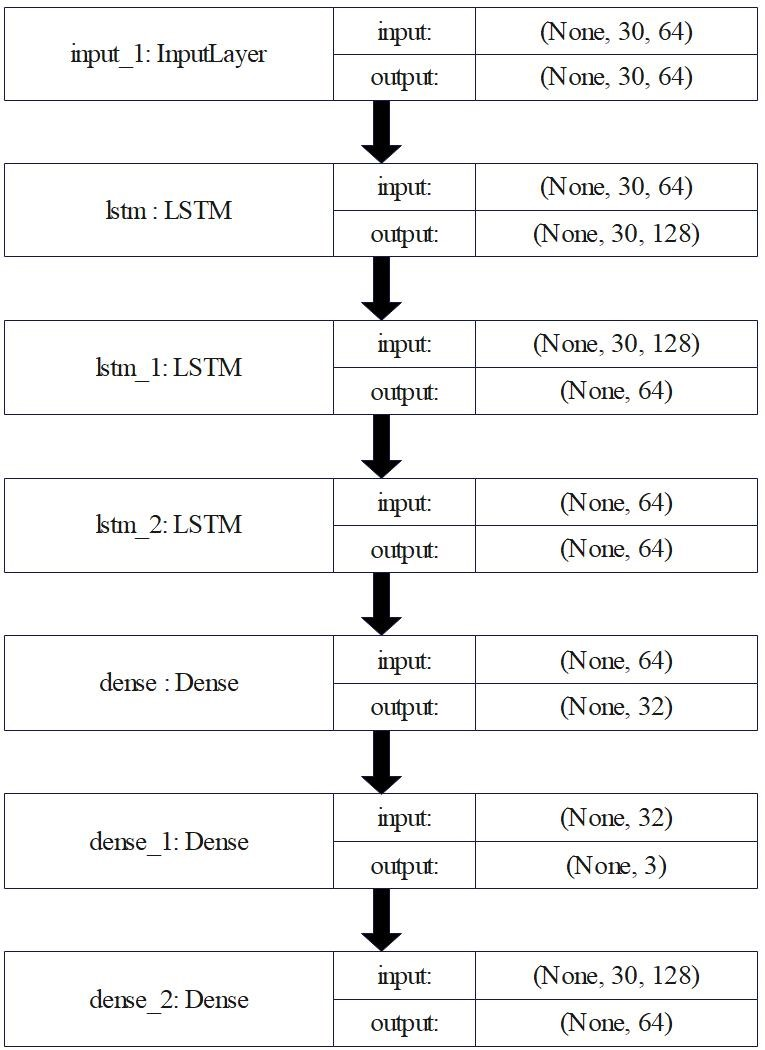 input_1: InputLayer
input:
(None, 30, 64)
output:
(None, 30, 64)
lstm : LSTM
input:
(None, 30, 64)
output:
(None, 30, 128)
lstm_1: LSTM
input:
(None, 30, 128)
output:
(None, 64)
lstm_2: LSTM
input:
(None, 64)
output:
(None, 64)
dense : Dense
input:
(None, 64)
output:
(None, 32)
dense_1: Dense
input:
(None, 32)
output:
(None, 3)
dense_2: Dense
input:
(None, 30, 128)
output:
(None, 64)